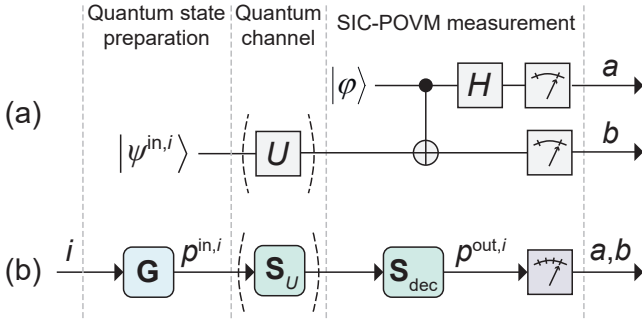 Quantum state preparation
Quantum channel
SIC-POVM measurement
(a)
|φ⟩
H
a
|ψ^{in,i}⟩
U
b
(b)
i
G
p^{in,i}
S_U
S_dec
p^{out,i}
a,b